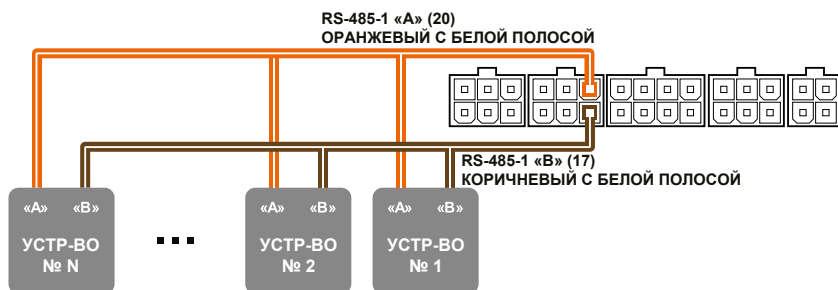 RS-485-1 «A» (20)
ОРАНЖЕВЫЙ С БЕЛОЙ ПОЛОСОЙ
RS-485-1 «B» (17)
КОРИЧНЕВЫЙ С БЕЛОЙ ПОЛОСОЙ
«A» «B» «A» «B» «A» «B»
УСТР-ВО УСТР-ВО УСТР-ВО
№ N № 2 № 1